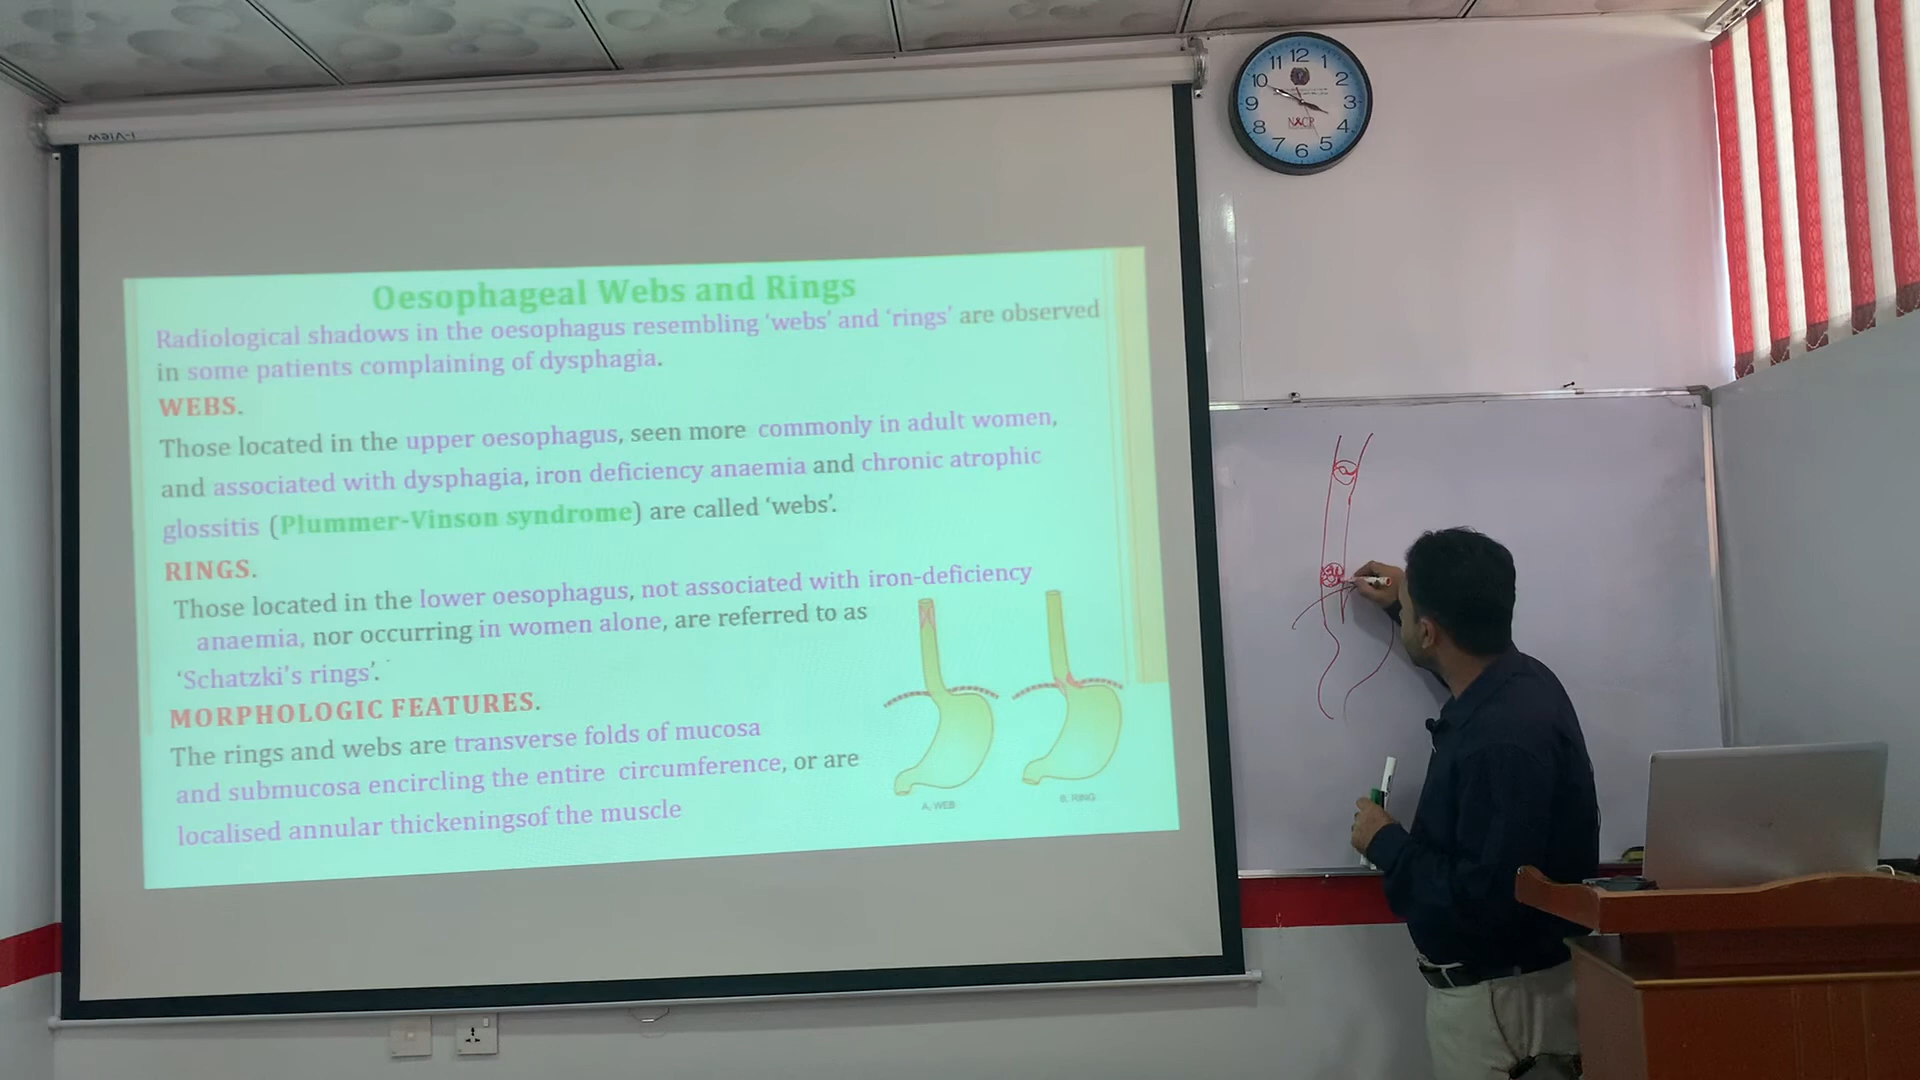 I-VIEW
Oesophageal Webs and Rings
Radiological shadows in the oesophagus resembling ‘webs’ and ‘rings’ are observed
in some patients complaining of dysphagia.
WEBS.
Those located in the upper oesophagus, seen more commonly in adult women,
and associated with dysphagia, iron deficiency anaemia and chronic atrophic
glossitis (Plummer-Vinson syndrome) are called ‘webs’.
RINGS.
Those located in the lower oesophagus, not associated with iron-deficiency
anaemia, nor occurring in women alone, are referred to as
‘Schatzki’s rings’.
MORPHOLOGIC FEATURES.
The rings and webs are transverse folds of mucosa
and submucosa encircling the entire circumference, or are
localised annular thickeningsof the muscle
A, WEB
B, RING
12
1
2
3
4
5
6
7
8
9
10
11